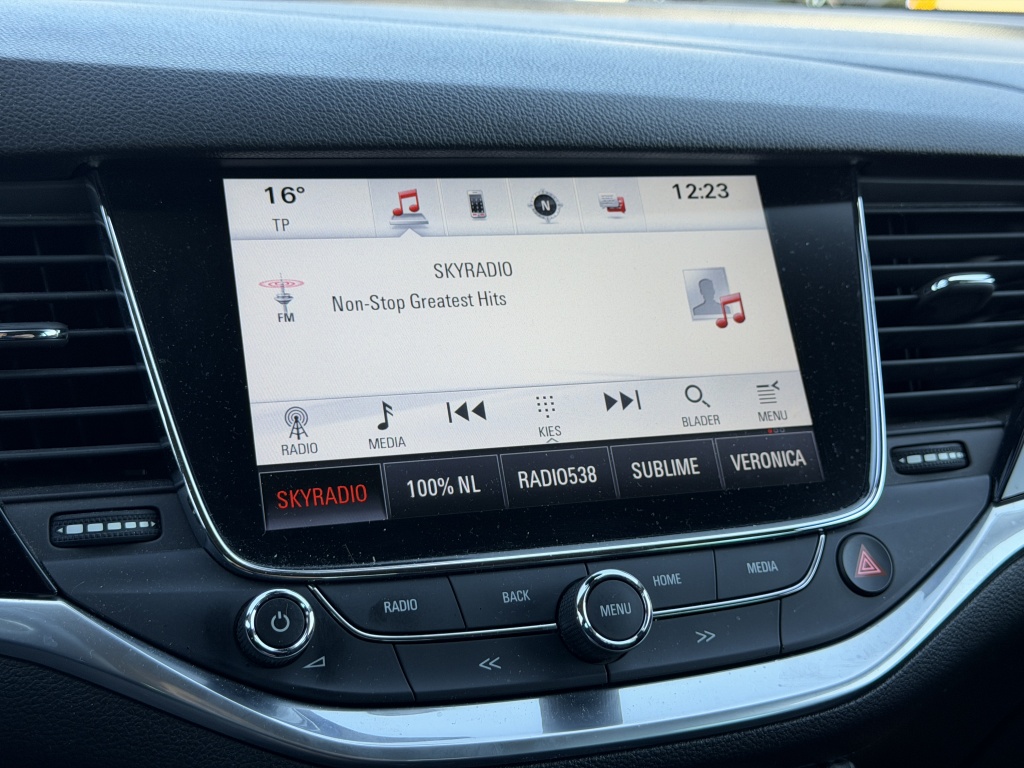 16°
12:23
TP
N
SKYRADIO
Non-Stop Greatest Hits
FM
RADIO
MEDIA
KIES
BLADER
MENU
SKYRADIO
100% NL
RADIO538
SUBLIME
VERONICA
RADIO
BACK
MENU
HOME
MEDIA